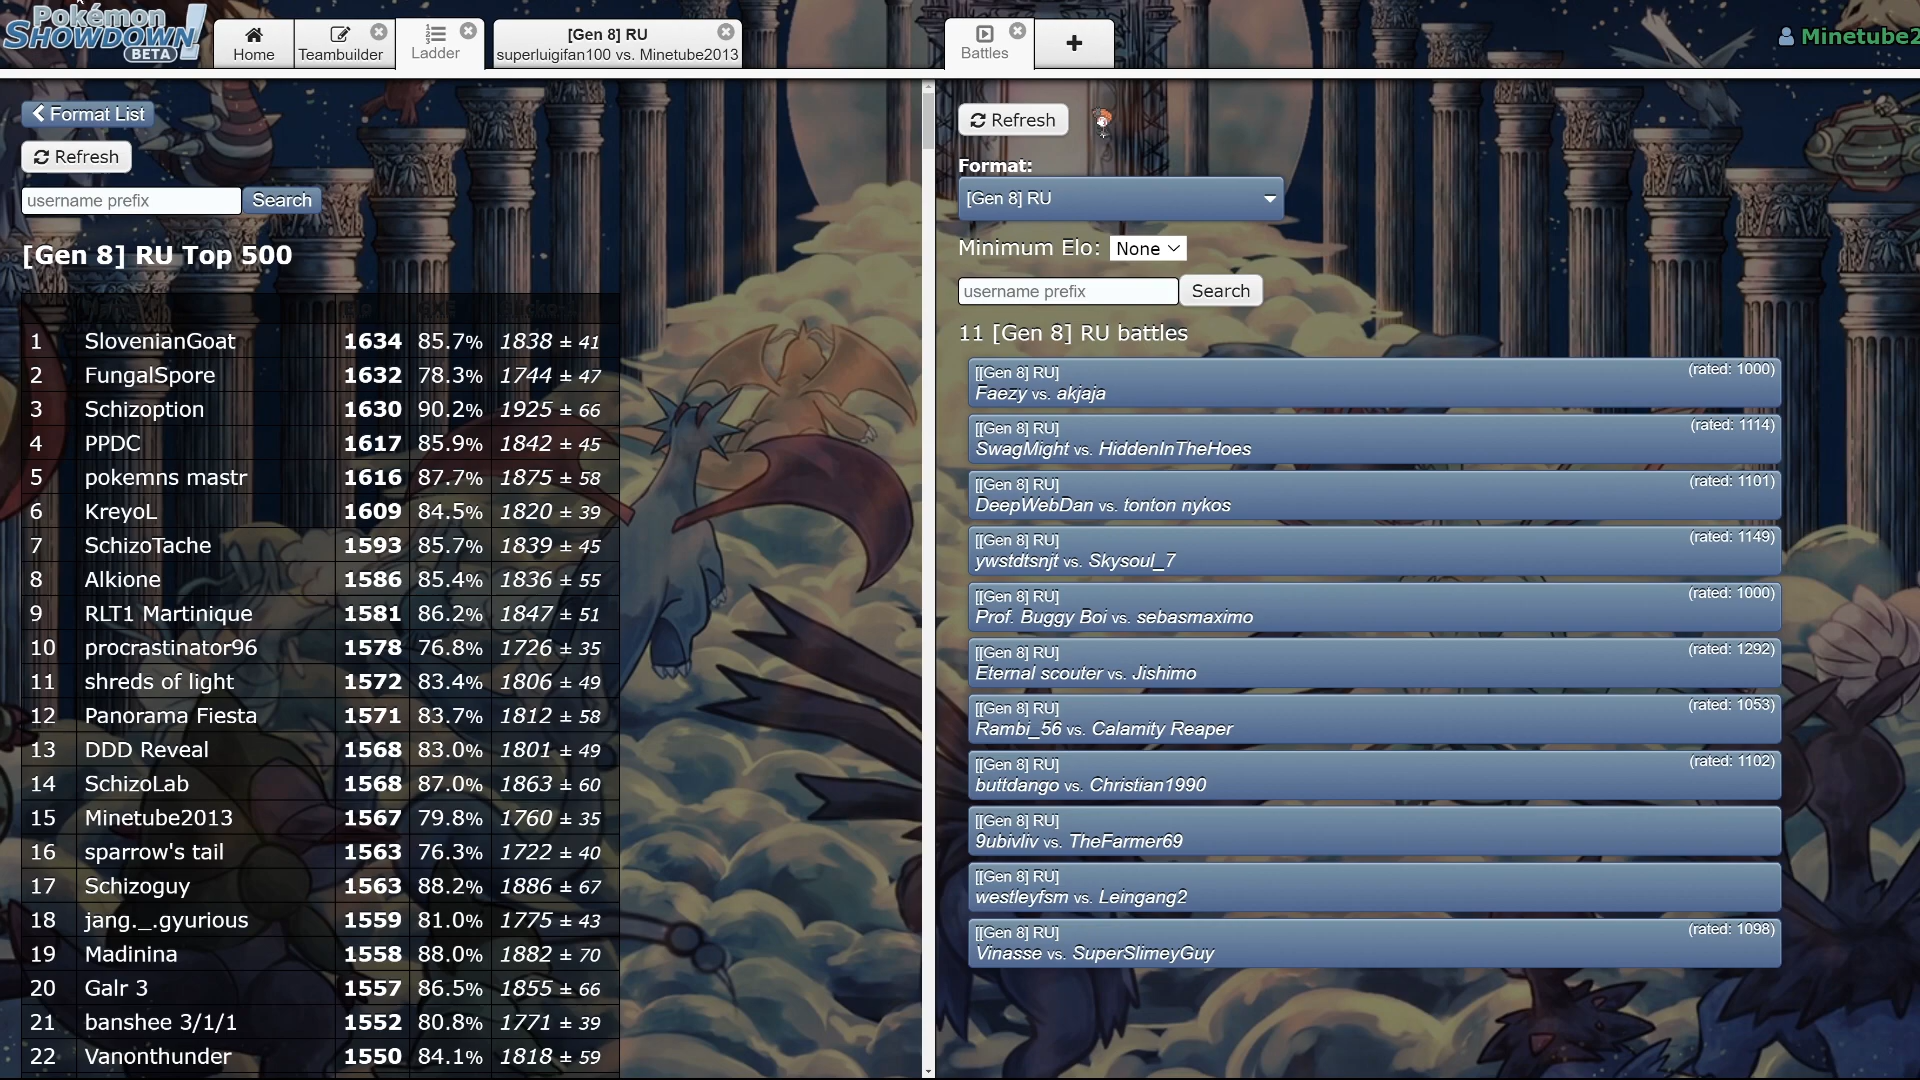 Pokémon
SHOWDOWN!
BETA
Home
Teambuilder
Ladder
[Gen 8] RU
superluigifan100 vs. Minetube2013
Battles
+
Minetube2
Format List
Refresh
username prefix
Search
[Gen 8] RU Top 500
1 SlovenianGoat 1634 85.7% 1838 ± 41
2 FungalSpore 1632 78.3% 1744 ± 47
3 Schizoption 1630 90.2% 1925 ± 66
4 PPDC 1617 85.9% 1842 ± 45
5 pokemns mastr 1616 87.7% 1875 ± 58
6 KreyoL 1609 84.5% 1820 ± 39
7 SchizoTache 1593 85.7% 1839 ± 45
8 Alkione 1586 85.4% 1836 ± 55
9 RLT1 Martinique 1581 86.2% 1847 ± 51
10 procrastinator96 1578 76.8% 1726 ± 35
11 shreds of light 1572 83.4% 1806 ± 49
12 Panorama Fiesta 1571 83.7% 1812 ± 58
13 DDD Reveal 1568 83.0% 1801 ± 49
14 SchizoLab 1568 87.0% 1863 ± 60
15 Minetube2013 1567 79.8% 1760 ± 35
16 sparrow's tail 1563 76.3% 1722 ± 40
17 Schizoguy 1563 88.2% 1886 ± 67
18 jang._.gyurious 1559 81.0% 1775 ± 43
19 Madinina 1558 88.0% 1882 ± 70
20 Galr 3 1557 86.5% 1855 ± 66
21 banshee 3/1/1 1552 80.8% 1771 ± 39
22 Vanonthunder 1550 84.1% 1818 ± 59
Refresh
Format:
[Gen 8] RU
Minimum Elo: None
username prefix
Search
11 [Gen 8] RU battles
[[Gen 8] RU] (rated: 1000)
Faezy vs. akjaja
[[Gen 8] RU] (rated: 1114)
SwagMight vs. HiddenInTheHoes
[[Gen 8] RU] (rated: 1101)
DeepWebDan vs. tonton nykos
[[Gen 8] RU] (rated: 1149)
ywstdtsnjt vs. Skysoul_7
[[Gen 8] RU] (rated: 1000)
Prof. Buggy Boi vs. sebasmaximo
[[Gen 8] RU] (rated: 1292)
Eternal scouter vs. Jishimo
[[Gen 8] RU] (rated: 1053)
Rambi_56 vs. Calamity Reaper
[[Gen 8] RU] (rated: 1102)
buttdango vs. Christian1990
[[Gen 8] RU]
9ubivliv vs. TheFarmer69
[[Gen 8] RU]
westleyfsm vs. Leingang2
[[Gen 8] RU] (rated: 1098)
Vinasse vs. SuperSlimeyGuy